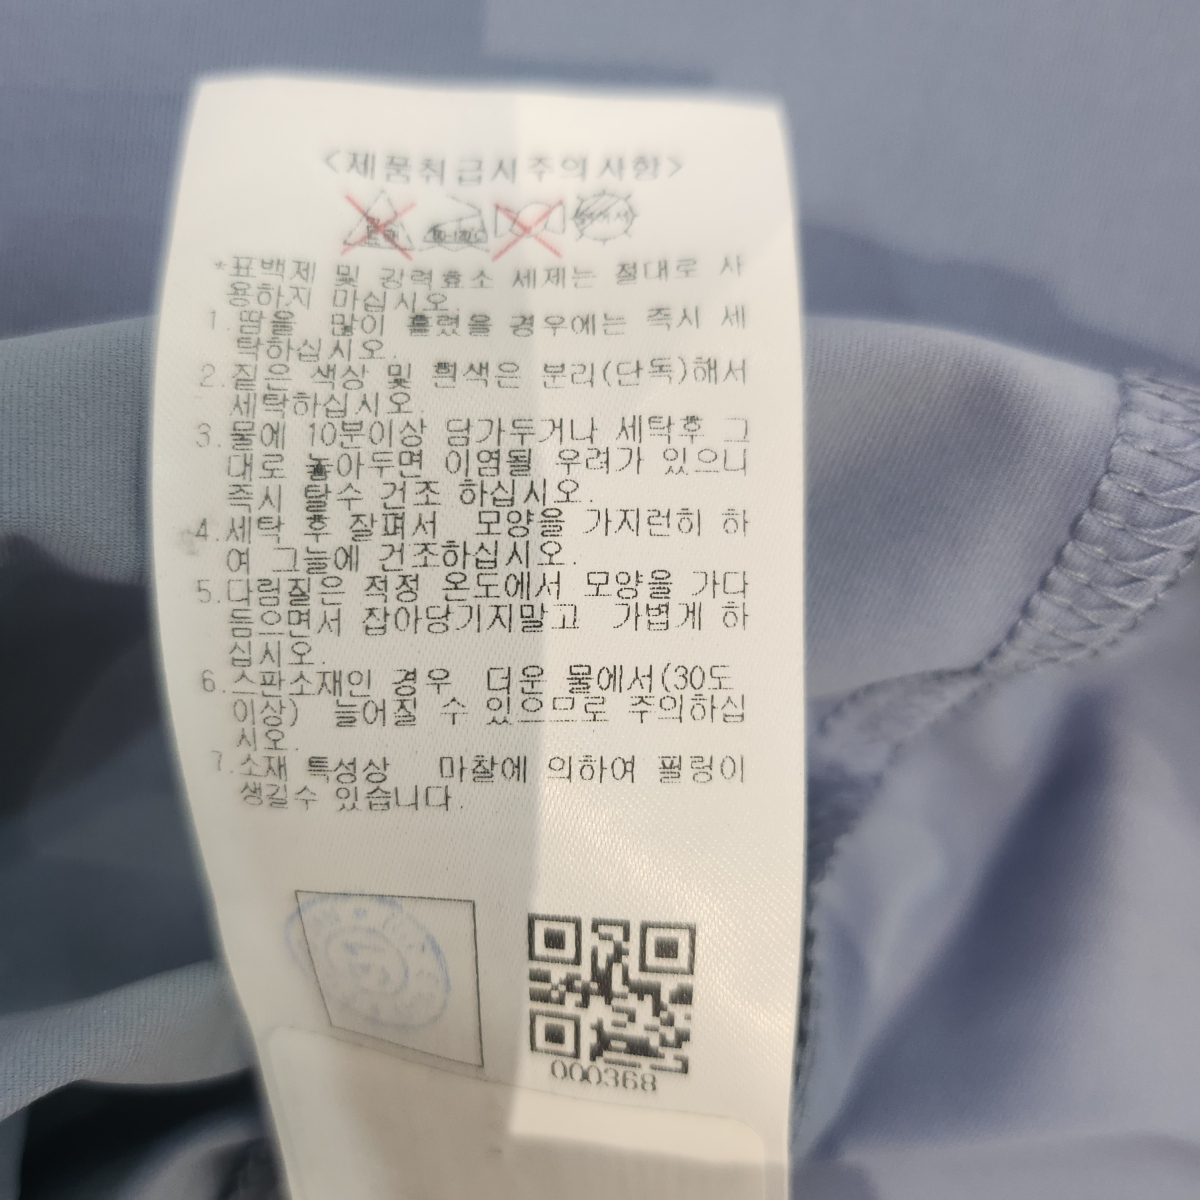 <제품취급시주의사항>
*표백제 및 강력효소 세제는 절대로 사
용하지 마십시오.
1.땀을 많이 흘렸을 경우에는 즉시 세
탁하십시오.
2.짙은 색상 및 흰색은 분리(단독)해서
세탁하십시오.
3.물에 10분이상 담가두거나 세탁후 그
대로 놓아두면 이염될 우려가 있으니
즉시 탈수 건조 하십시오.
4.세탁 후 잘펴서 모양을 가지런히 하
여 그늘에 건조하십시오.
5.다림질은 적정 온도에서 모양을 가다
듬으면서 잡아당기지말고 가볍게 하
십시오.
6.스판소재인 경우 더운 물에서(30도
이상) 늘어질 수 있으므로 주의하십
시오.
7.소재 특성상 마찰에 의하여 필링이
생길수 있습니다.
000368